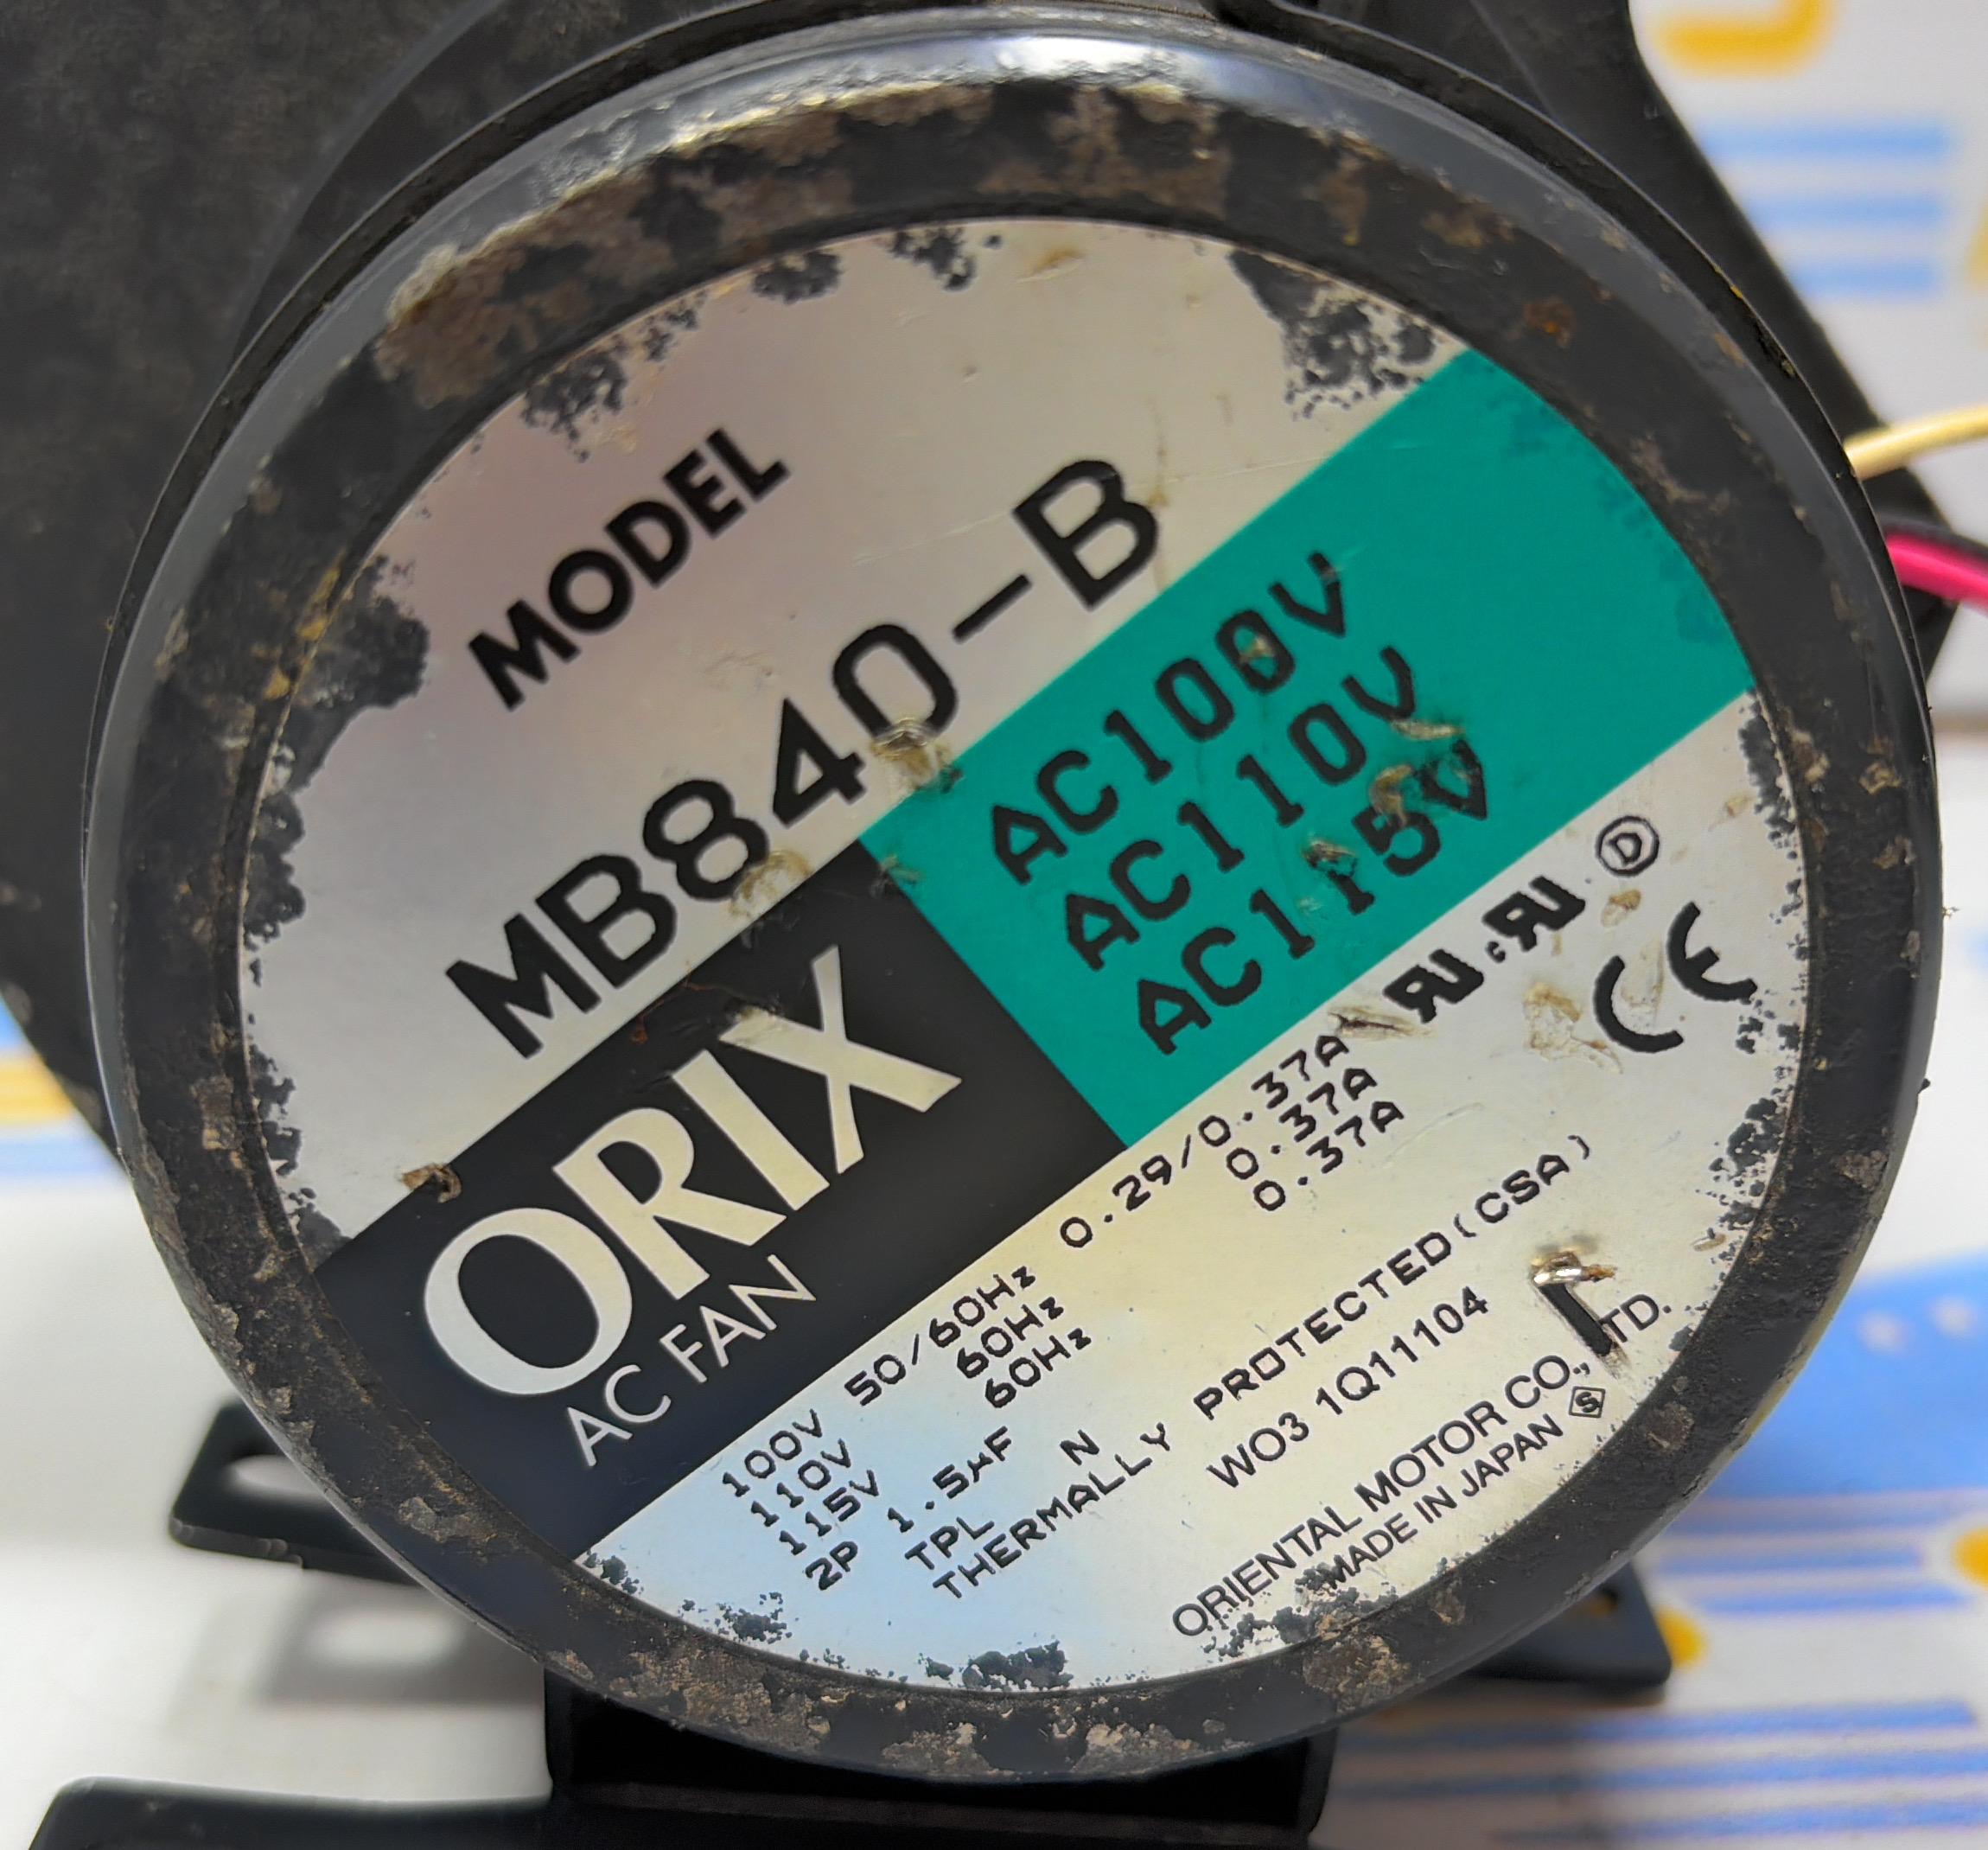 MODEL
MB840-B
AC100V
AC110V
AC115V
ORIX
AC FAN
D
CE
100V 50/60Hz 0.29/0.37A
110V 60Hz 0.37A
115V 60Hz 0.37A
2P 1.5μF
TPL N
THERMALLY PROTECTED(CSA)
WO3 1Q11104
ORIENTAL MOTOR CO., LTD.
MADE IN JAPAN S